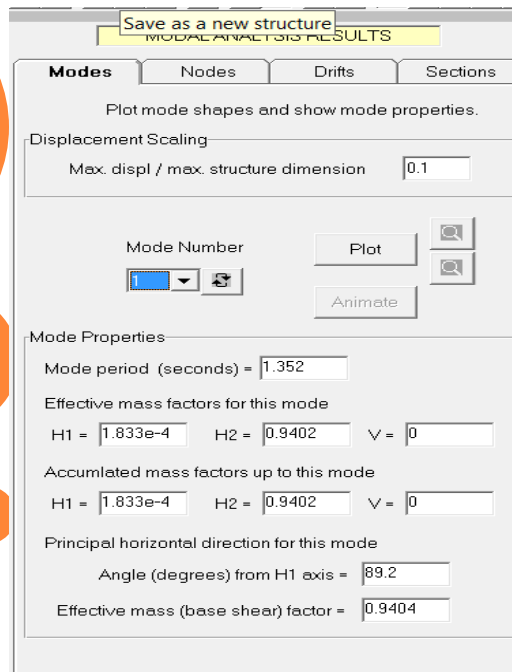 Save as a new structure
MODAL ANALYSIS RESULTS
Modes Nodes Drifts Sections
Plot mode shapes and show mode properties.
Displacement Scaling
Max. displ / max. structure dimension 0.1
Mode Number Plot
1
Animate
Mode Properties
Mode period (seconds) = 1.352
Effective mass factors for this mode
H1 = 1.833e-4 H2 = 0.9402 V = 0
Accumlated mass factors up to this mode
H1 = 1.833e-4 H2 = 0.9402 V = 0
Principal horizontal direction for this mode
Angle (degrees) from H1 axis = 89.2
Effective mass (base shear) factor = 0.9404